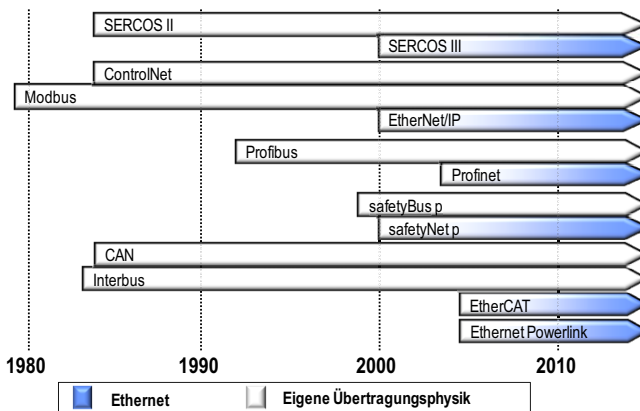 SERCOS II
SERCOS III
ControlNet
Modbus
EtherNet/IP
Profibus
Profinet
safetyBus p
safetyNet p
CAN
Interbus
EtherCAT
Ethernet Powerlink
1980 1990 2000 2010
Ethernet Eigene Übertragungsphysik